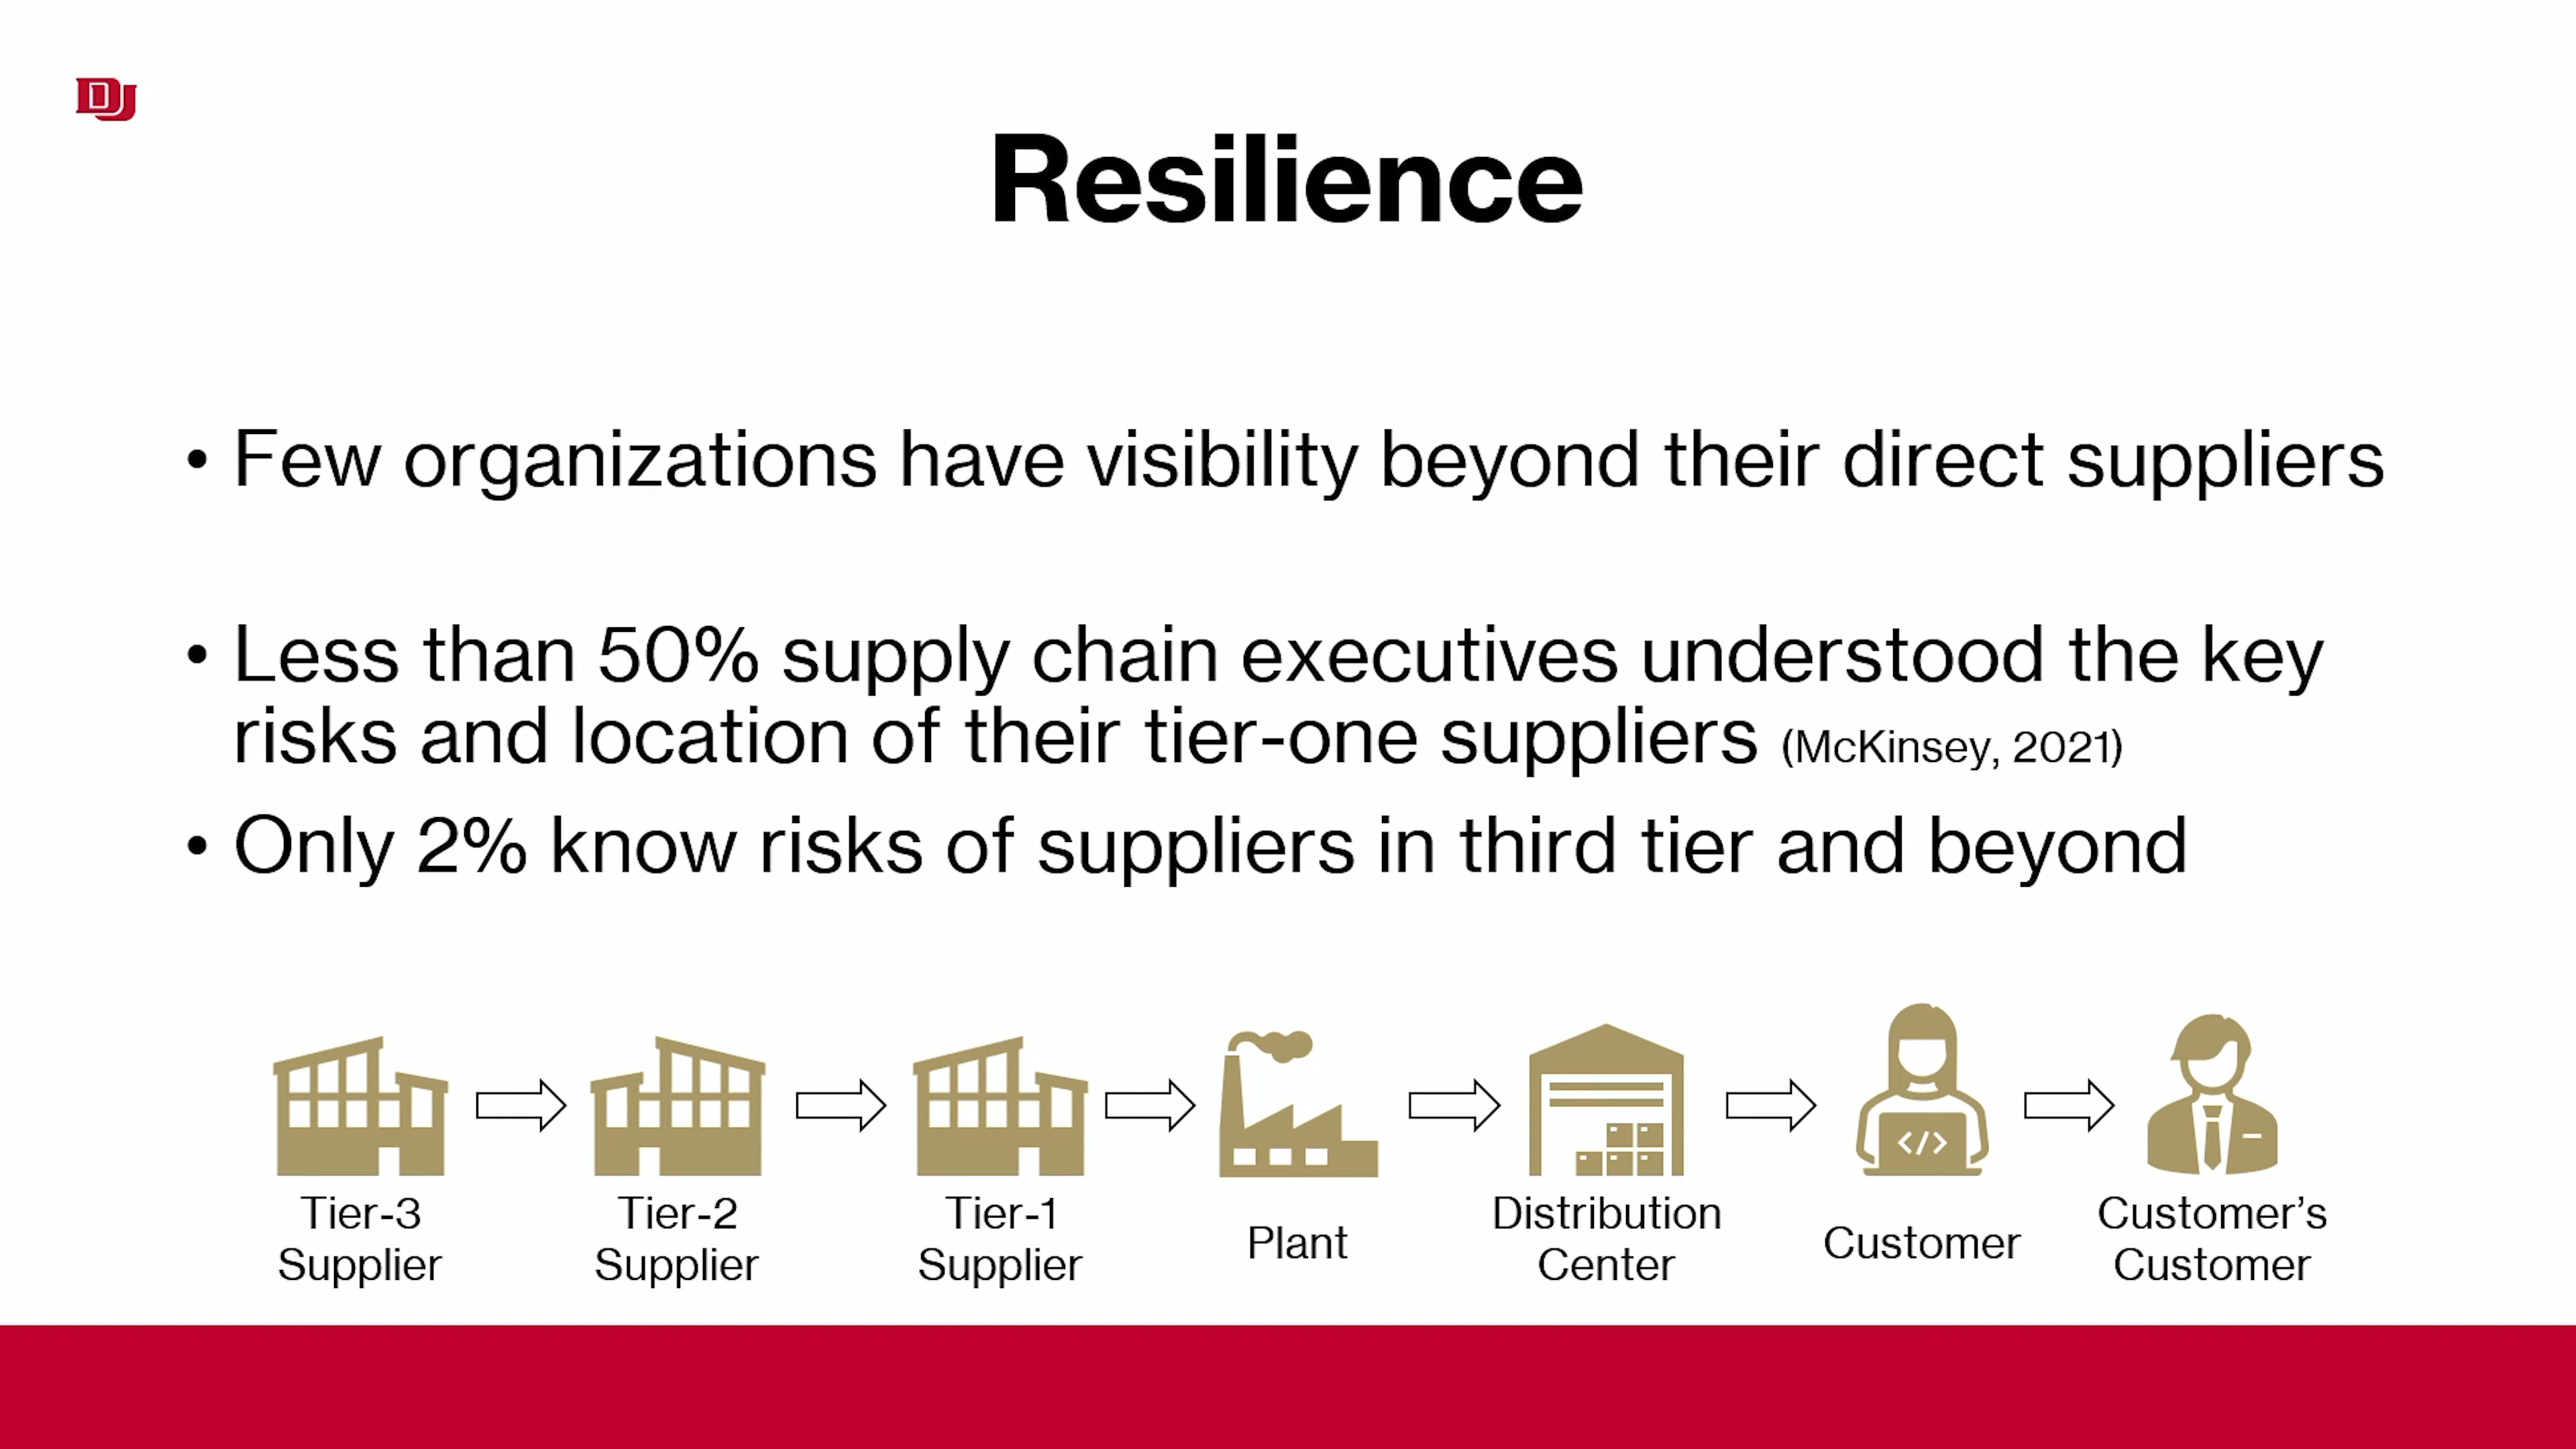 DU
Resilience
• Few organizations have visibility beyond their direct suppliers
• Less than 50% supply chain executives understood the key
risks and location of their tier-one suppliers (McKinsey, 2021)
• Only 2% know risks of suppliers in third tier and beyond
</>
Tier-3
Supplier
Tier-2
Supplier
Tier-1
Supplier
Plant
Distribution
Center
Customer
Customer’s
Customer